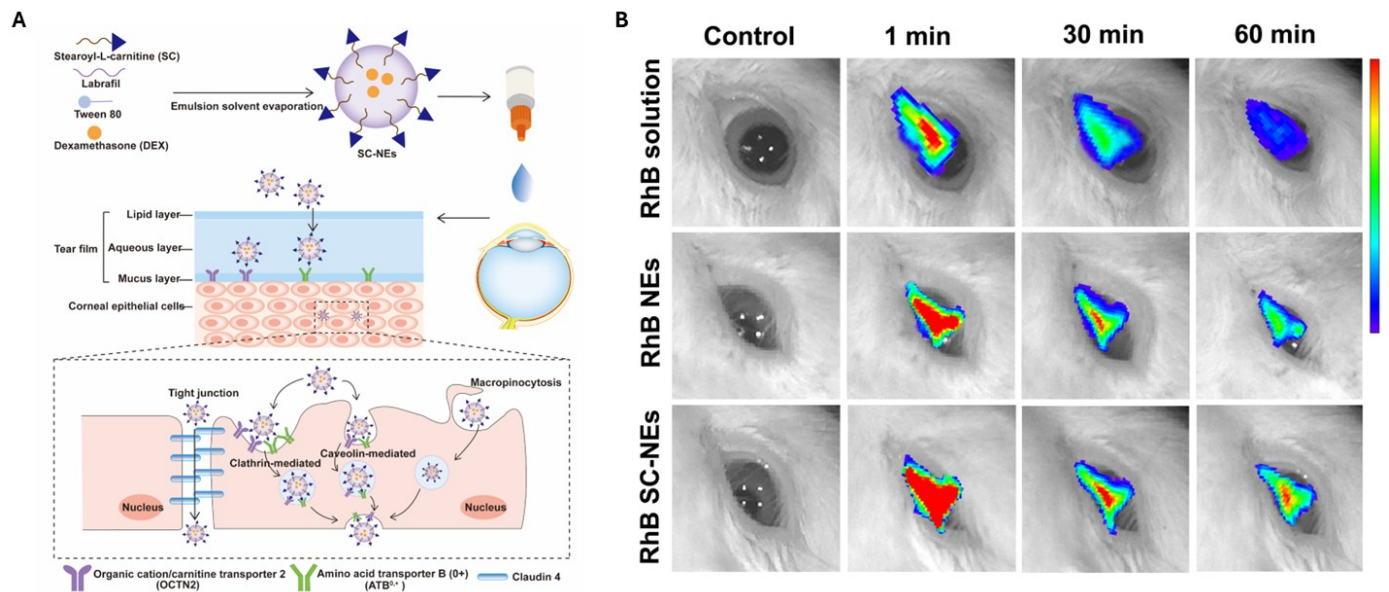 A
Stearoyl-L-carnitine (SC)
Labrafil
Tween 80
Dexamethasone (DEX)
Emulsion solvent evaporation
SC-NEs
Lipid layer
Tear film
Aqueous layer
Mucus layer
Corneal epithelial cells
Macropinocytosis
Tight junction
Clathrin-mediated
Caveolin-mediated
Nucleus
Nucleus
Organic cation/carnitine transporter 2
(OCTN2)
Amino acid transporter B (0+)
(ATB0,+ )
Claudin 4
B
Control
1 min
30 min
60 min
RhB solution
RhB NEs
RhB SC-NEs